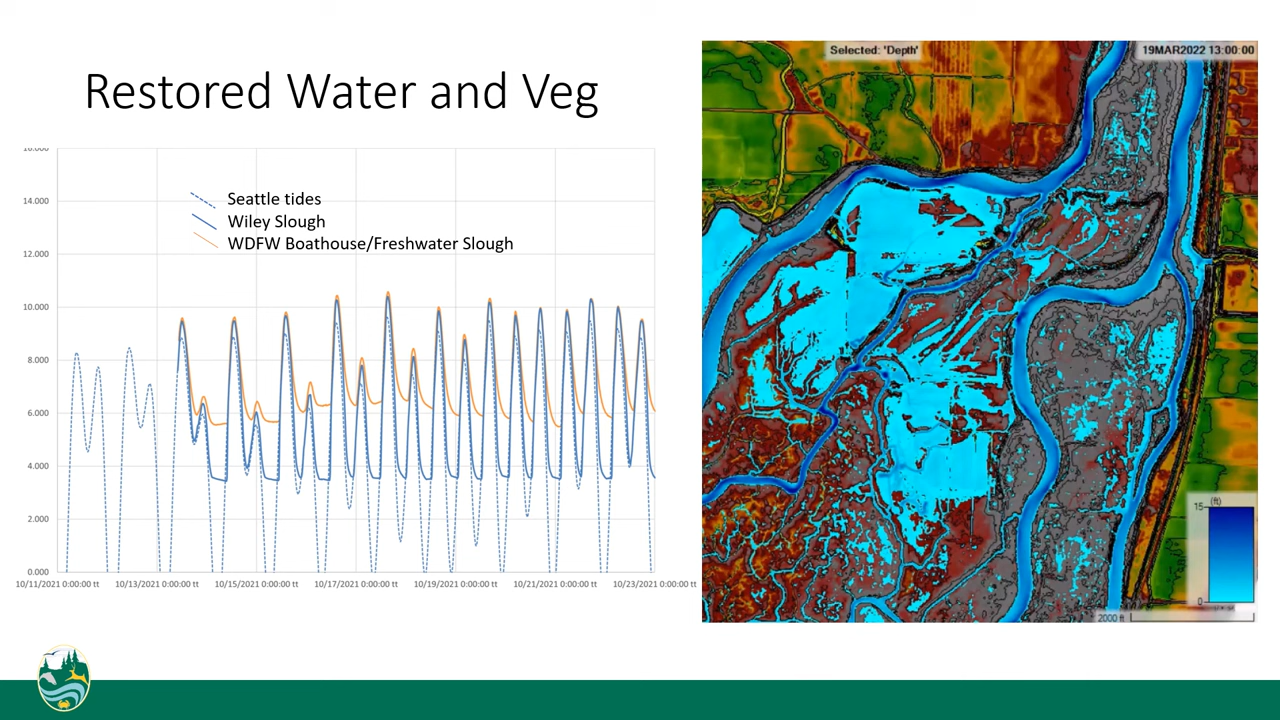 Restored Water and Veg
16.000
14.000
12.000
10.000
8.000
6.000
4.000
2.000
0.000
Seattle tides
Wiley Slough
WDFW Boathouse/Freshwater Slough
10/11/2021 0:00:00 tt
10/13/2021 0:00:00 tt
10/15/2021 0:00:00 tt
10/17/2021 0:00:00 tt
10/19/2021 0:00:00 tt
10/21/2021 0:00:00 tt
10/23/2021 0:00:00 tt
Selected: 'Depth'
19MAR2022 13:00:00
(ft)
15
0
2000 ft